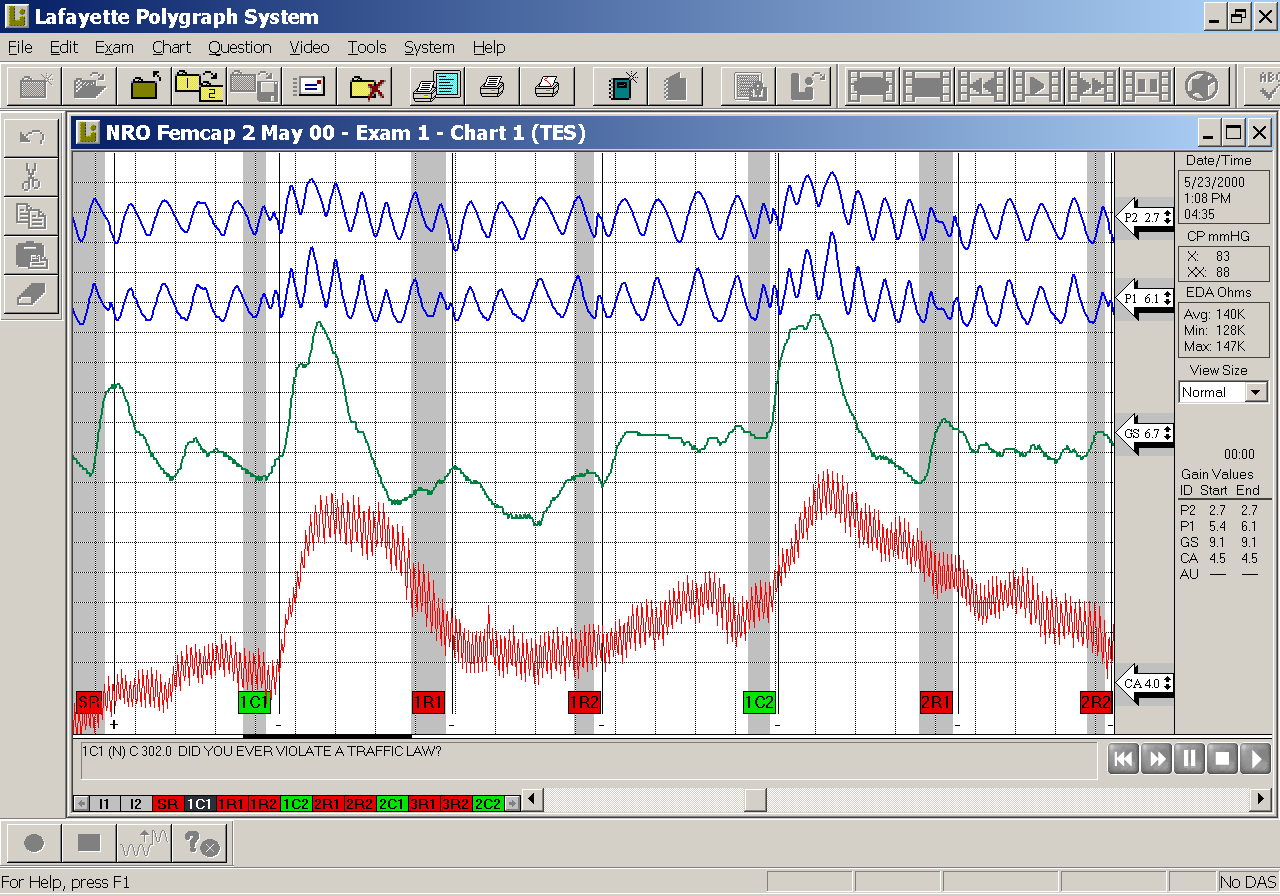 Lafayette Polygraph System
File Edit Exam Chart Question Video Tools System Help
2
ABC
NRO Femcap 2 May 00 - Exam 1 - Chart 1 (TES)
P2 2.7
P1 6.1
GS 6.7
CA 4.0
SR 1C1 1R1 1R2 1C2 2R1 2R2
+ - - - - - -
Date/Time
5/23/2000
1:08 PM
04:35
CP mmHG
X: 83
XX: 88
EDA Ohms
Avg: 140K
Min: 128K
Max: 147K
View Size
Normal
00:00
Gain Values
ID Start End
P2 2.7 2.7
P1 5.4 6.1
GS 9.1 9.1
CA 4.5 4.5
AU — —
1C1 (N) C 302.0 DID YOU EVER VIOLATE A TRAFFIC LAW?
I1 I2 SR 1C1 1R1 1R2 1C2 2R1 2R2 2C1 3R1 3R2 2C2
?
For Help, press F1
No DAS